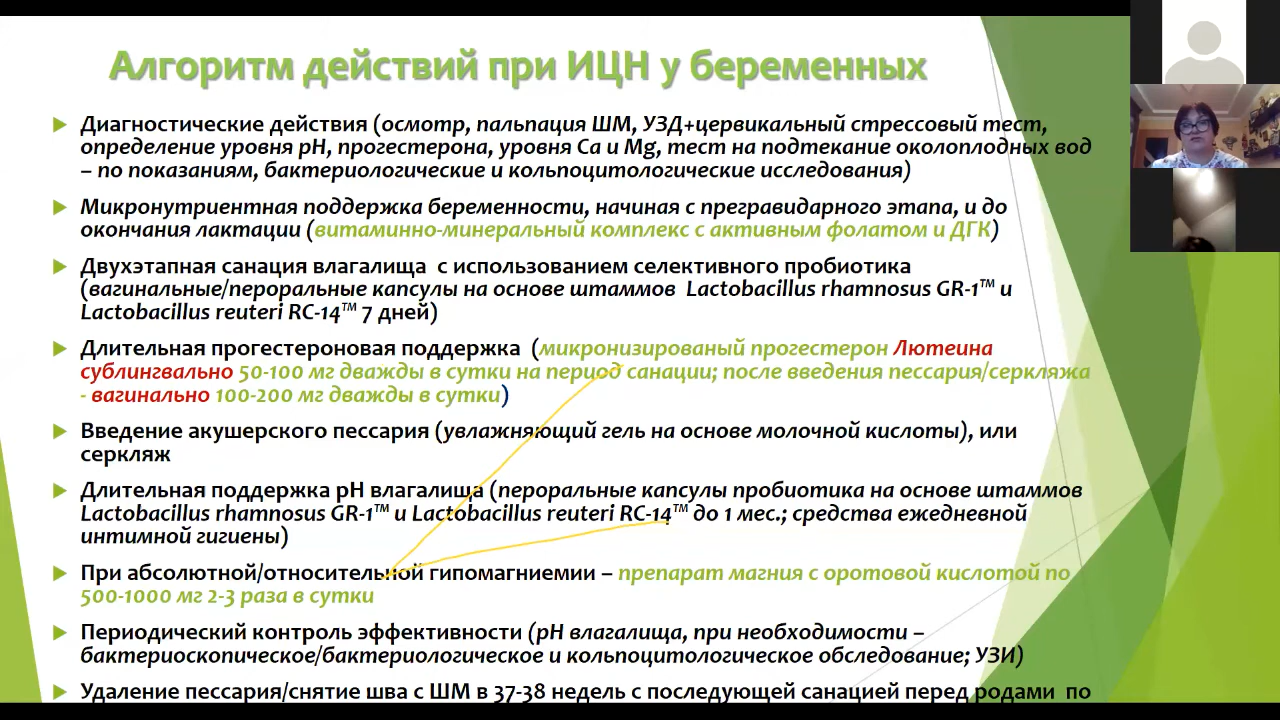 Алгоритм действий при ИЦН у беременных
Диагностические действия (осмотр, пальпация ШМ, УЗД+цервикальный стрессовый тест,
определение уровня рН, прогестерона, уровня Са и Mg, тест на подтекание околоплодных вод
– по показаниям, бактериологические и кольпоцитологические исследования)
Микронутриентная поддержка беременности, начиная с прегравидарного этапа, и до
окончания лактации (витаминно-минеральный комплекс с активным фолатом и ДГК)
Двухэтапная санация влагалища с использованием селективного пробиотика
(вагинальные/пероральные капсулы на основе штаммов Lactobacillus rhamnosus GR-1™ и
Lactobacillus reuteri RC-14™ 7 дней)
Длительная прогестероновая поддержка (микронизированый прогестерон Лютеина
сублингвально 50-100 мг дважды в сутки на период санации; после введения пессария/серкляжа
- вагинально 100-200 мг дважды в сутки)
Введение акушерского пессария (увлажняющий гель на основе молочной кислоты), или
серкляж
Длительная поддержка рН влагалища (пероральные капсулы пробиотика на основе штаммов
Lactobacillus rhamnosus GR-1™ и Lactobacillus reuteri RC-14™ до 1 мес.; средства ежедневной
интимной гигиены)
При абсолютной/относительной гипомагниемии – препарат магния с оротовой кислотой по
500-1000 мг 2-3 раза в сутки
Периодический контроль эффективности (рН влагалища, при необходимости –
бактериоскопическое/бактериологическое и кольпоцитологическое обследование; УЗИ)
Удаление пессария/снятие шва с ШМ в 37-38 недель с последующей санацией перед родами по